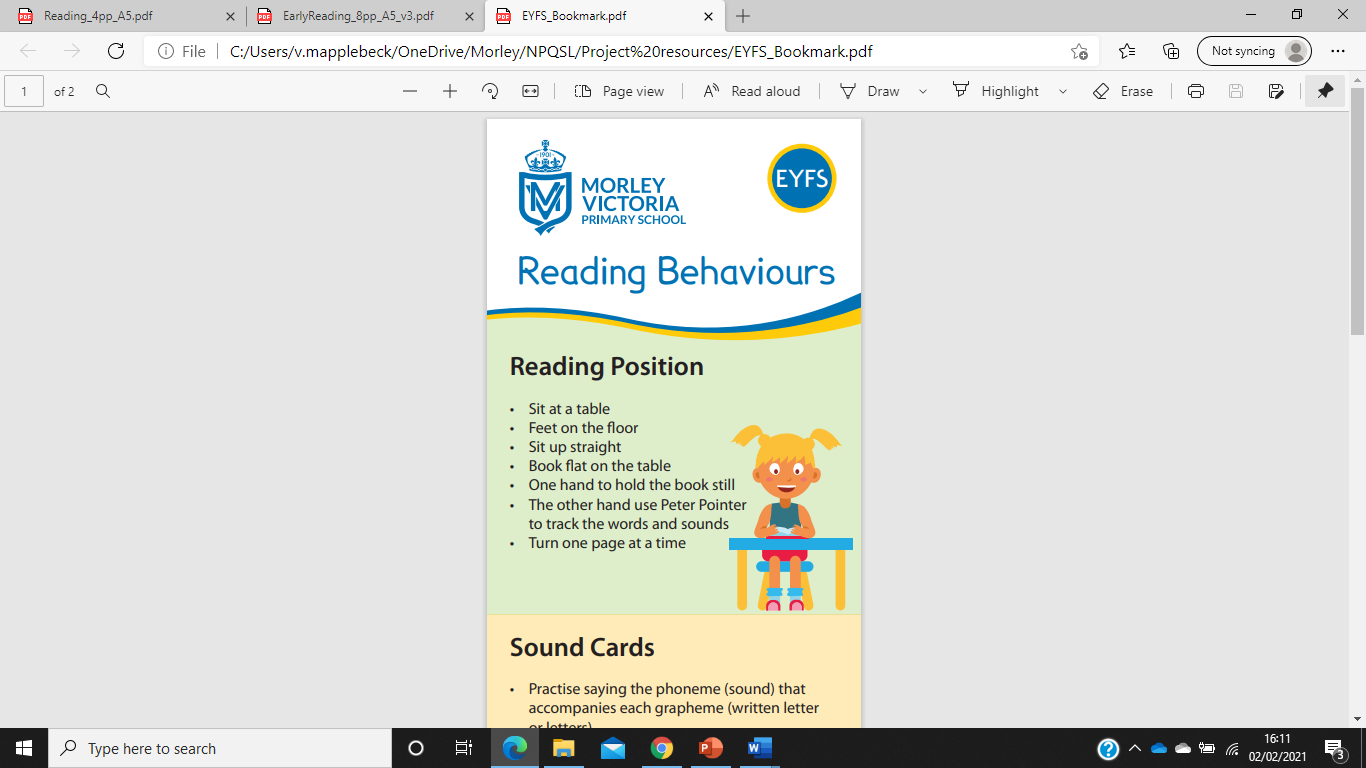 Reading_4pp_A5.pdf
EarlyReading_8pp_A5_v3.pdf
EYFS_Bookmark.pdf
File
C:/Users/v.mapplebeck/OneDrive/Morley/NPQSL/Project%20resources/EYFS_Bookmark.pdf
Not syncing
1 of 2
Page view
Read aloud
Draw
Highlight
Erase
1901
MV
MORLEY
VICTORIA
PRIMARY SCHOOL
EYFS
Reading Behaviours
Reading Position
• Sit at a table
• Feet on the floor
• Sit up straight
• Book flat on the table
• One hand to hold the book still
• The other hand use Peter Pointer
to track the words and sounds
• Turn one page at a time
Sound Cards
• Practise saying the phoneme (sound) that
accompanies each grapheme (written letter
or letters)
Type here to search
16:11
02/02/2021
3